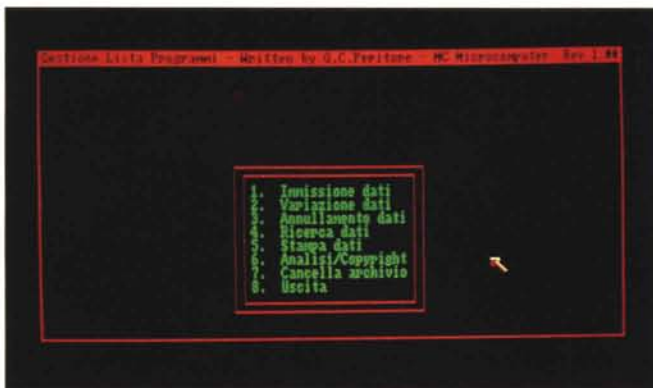 Gestione Lista Programmi - Written by G.C.Peritore MC Microcomputer Rev 1
1. Immissione dati
2. Variazione dati
3. Annullamento dati
4. Ricerca dati
5. Stampa dati
6. Analisi/Copyright
7. Cancella archivio
8. Uscita